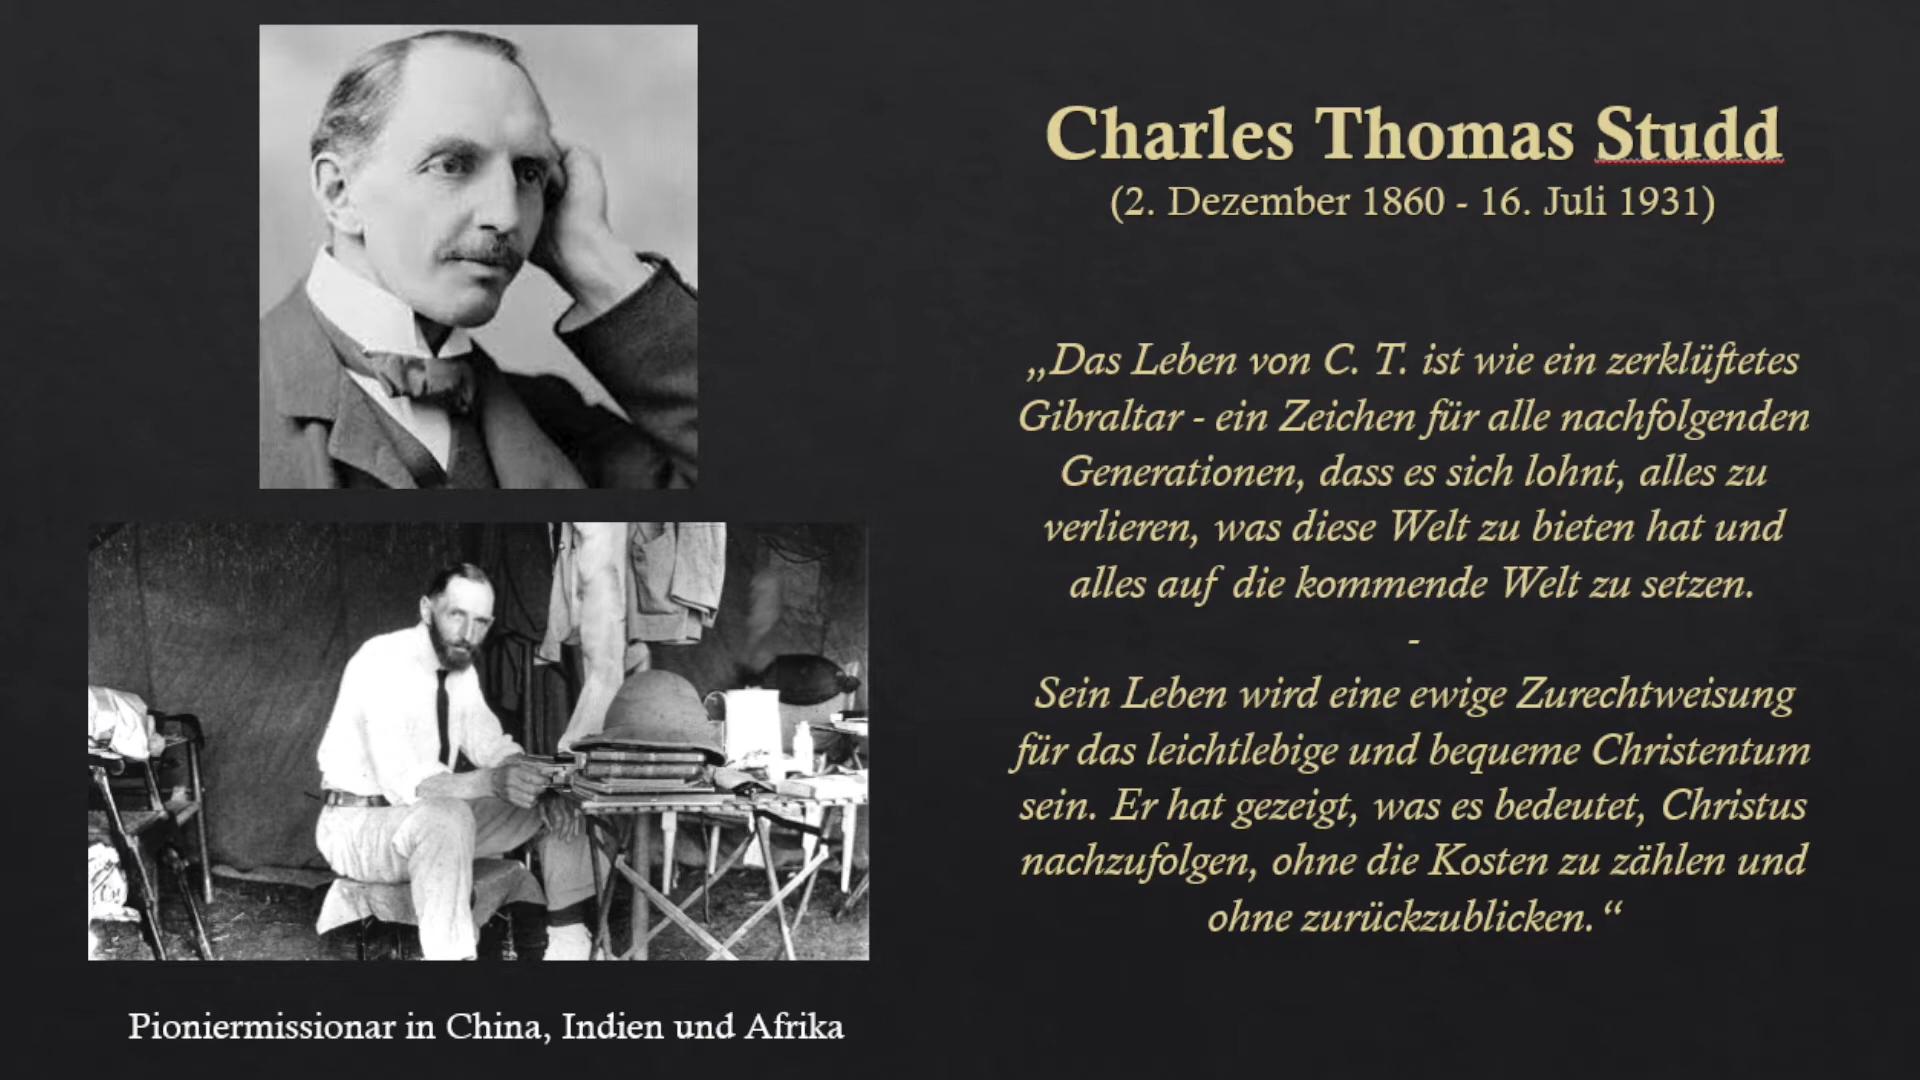 Charles Thomas Studd
(2. Dezember 1860 - 16. Juli 1931)
„Das Leben von C. T. ist wie ein zerklüftetes
Gibraltar - ein Zeichen für alle nachfolgenden
Generationen, dass es sich lohnt, alles zu
verlieren, was diese Welt zu bieten hat und
alles auf die kommende Welt zu setzen.
-
Sein Leben wird eine ewige Zurechtweisung
für das leichtlebige und bequeme Christentum
sein. Er hat gezeigt, was es bedeutet, Christus
nachzufolgen, ohne die Kosten zu zählen und
ohne zurückzublicken.“
Pioniermissionar in China, Indien und Afrika